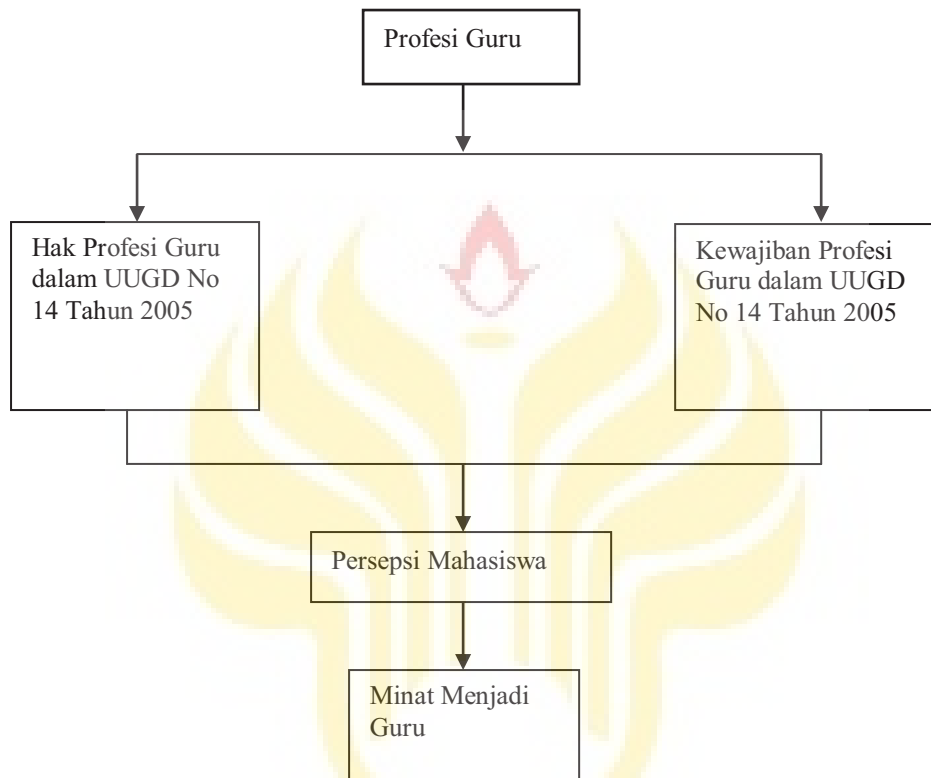 Profesi Guru
Hak Profesi Guru
dalam UUGD No
14 Tahun 2005
Kewajiban Profesi
Guru dalam UUGD
No 14 Tahun 2005
Persepsi Mahasiswa
Minat Menjadi
Guru